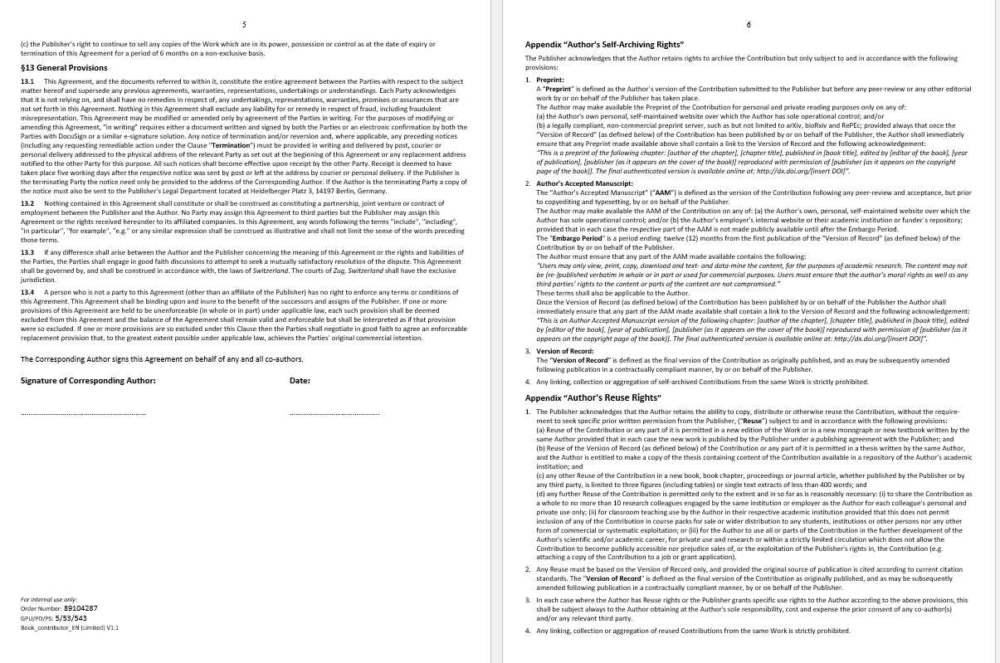 5
(c) the Publisher's right to continue to sell any copies of the Work which are in its power, possession or control as at the date of expiry or
termination of this Agreement for a period of 6 months on a non-exclusive basis.
§13 General Provisions
13.1 This Agreement, and the documents referred to within it, constitute the entire agreement between the Parties with respect to the subject
matter hereof and supersede any previous agreements, warranties, representations, undertakings or understandings. Each Party acknowledges
that it is not relying on, and shall have no remedies in respect of, any undertakings, representations, warranties, promises or assurances that are
not set forth in this Agreement. Nothing in this Agreement shall exclude any liability for or remedy in respect of fraud, including fraudulent
misrepresentation. This Agreement may be modified or amended only by agreement of the Parties in writing. For the purposes of modifying or
amending this Agreement, "in writing" requires either a document written and signed by both the Parties or an electronic confirmation by both the
Parties with DocuSign or a similar e-signature solution. Any notice of termination and/or reversion and, where applicable, any preceding notices
(including any requesting remediable action under the Clause "Termination") must be provided in writing and delivered by post, courier or
personal delivery addressed to the physical address of the relevant Party as set out at the beginning of this Agreement or any replacement address
notified to the other Party for this purpose. All such notices shall become effective upon receipt by the other Party. Receipt is deemed to have
taken place five working days after the respective notice was sent by post or left at the address by courier or personal delivery. If the Publisher is
the terminating Party the notice need only be provided to the address of the Corresponding Author. If the Author is the terminating Party a copy of
the notice must also be sent to the Publisher's Legal Department located at Heidelberger Platz 3, 14197 Berlin, Germany.
13.2 Nothing contained in this Agreement shall constitute or shall be construed as constituting a partnership, joint venture or contract of
employment between the Publisher and the Author. No Party may assign this Agreement to third parties but the Publisher may assign this
Agreement or the rights received hereunder to its affiliated companies. In this Agreement, any words following the terms "include", "including",
"in particular", "for example", "e.g." or any similar expression shall be construed as illustrative and shall not limit the sense of the words preceding
those terms.
13.3 If any difference shall arise between the Author and the Publisher concerning the meaning of this Agreement or the rights and liabilities of
the Parties, the Parties shall engage in good faith discussions to attempt to seek a mutually satisfactory resolution of the dispute. This Agreement
shall be governed by, and shall be construed in accordance with, the laws of Switzerland. The courts of Zug, Switzerland shall have the exclusive
jurisdiction.
13.4 A person who is not a party to this Agreement (other than an affiliate of the Publisher) has no right to enforce any terms or conditions of
this Agreement. This Agreement shall be binding upon and inure to the benefit of the successors and assigns of the Publisher. If one or more
provisions of this Agreement are held to be unenforceable (in whole or in part) under applicable law, each such provision shall be deemed
excluded from this Agreement and the balance of the Agreement shall remain valid and enforceable but shall be interpreted as if that provision
were so excluded. If one or more provisions are so excluded under this Clause then the Parties shall negotiate in good faith to agree an enforceable
replacement provision that, to the greatest extent possible under applicable law, achieves the Parties' original commercial intention.
The Corresponding Author signs this Agreement on behalf of any and all co-authors.
Signature of Corresponding Author: Date:
For internal use only:
Order Number: 89104287
GPU/PD/PS: 5/53/543
Book_contributor_EN (Limited) V1.1
6
Appendix "Author's Self-Archiving Rights"
The Publisher acknowledges that the Author retains rights to archive the Contribution but only subject to and in accordance with the following
provisions:
1. Preprint:
A "Preprint" is defined as the Author´s version of the Contribution submitted to the Publisher but before any peer-review or any other editorial
work by or on behalf of the Publisher has taken place.
The Author may make available the Preprint of the Contribution for personal and private reading purposes only on any of:
(a) the Author's own personal, self-maintained website over which the Author has sole operational control; and/or
(b) a legally compliant, non-commercial preprint server, such as but not limited to arXiv, bioRxiv and RePEc; provided always that once the
"Version of Record" (as defined below) of the Contribution has been published by or on behalf of the Publisher, the Author shall immediately
ensure that any Preprint made available above shall contain a link to the Version of Record and the following acknowledgement:
"This is a preprint of the following chapter: [author of the chapter], [chapter title], published in [book title], edited by [editor of the book], [year
of publication], [publisher (as it appears on the cover of the book)] reproduced with permission of [publisher (as it appears on the copyright
page of the book)]. The final authenticated version is available online at: http://dx.doi.org/[insert DOI]".
2. Author's Accepted Manuscript:
The "Author's Accepted Manuscript" ("AAM") is defined as the version of the Contribution following any peer-review and acceptance, but prior
to copyediting and typesetting, by or on behalf of the Publisher.
The Author may make available the AAM of the Contribution on any of: (a) the Author's own, personal, self-maintained website over which the
Author has sole operational control; and/or (b) the Author's employer's internal website or their academic institution or funder´s repository;
provided that in each case the respective part of the AAM is not made publicly available until after the Embargo Period.
The "Embargo Period" is a period ending twelve (12) months from the first publication of the "Version of Record" (as defined below) of the
Contribution by or on behalf of the Publisher.
The Author must ensure that any part of the AAM made available contains the following:
"Users may only view, print, copy, download and text- and data-mine the content, for the purposes of academic research. The content may not
be (re-)published verbatim in whole or in part or used for commercial purposes. Users must ensure that the author's moral rights as well as any
third parties' rights to the content or parts of the content are not compromised."
These terms shall also be applicable to the Author.
Once the Version of Record (as defined below) of the Contribution has been published by or on behalf of the Publisher the Author shall
immediately ensure that any part of the AAM made available shall contain a link to the Version of Record and the following acknowledgement:
"This is an Author Accepted Manuscript version of the following chapter: [author of the chapter], [chapter title], published in [book title], edited
by [editor of the book], [year of publication], [publisher (as it appears on the cover of the book)] reproduced with permission of [publisher (as it
appears on the copyright page of the book)]. The final authenticated version is available online at: http://dx.doi.org/[insert DOI]".
3. Version of Record:
The "Version of Record" is defined as the final version of the Contribution as originally published, and as may be subsequently amended
following publication in a contractually compliant manner, by or on behalf of the Publisher.
4. Any linking, collection or aggregation of self-archived Contributions from the same Work is strictly prohibited.
Appendix "Author's Reuse Rights"
1. The Publisher acknowledges that the Author retains the ability to copy, distribute or otherwise reuse the Contribution, without the require-
ment to seek specific prior written permission from the Publisher, ("Reuse") subject to and in accordance with the following provisions:
(a) Reuse of the Contribution or any part of it is permitted in a new edition of the Work or in a new monograph or new textbook written by the
same Author provided that in each case the new work is published by the Publisher under a publishing agreement with the Publisher; and
(b) Reuse of the Version of Record (as defined below) of the Contribution or any part of it is permitted in a thesis written by the same Author,
and the Author is entitled to make a copy of the thesis containing content of the Contribution available in a repository of the Author's academic
institution; and
(c) any other Reuse of the Contribution in a new book, book chapter, proceedings or journal article, whether published by the Publisher or by
any third party, is limited to three figures (including tables) or single text extracts of less than 400 words; and
(d) any further Reuse of the Contribution is permitted only to the extent and in so far as is reasonably necessary: (i) to share the Contribution as
a whole to no more than 10 research colleagues engaged by the same institution or employer as the Author for each colleague's personal and
private use only; (ii) for classroom teaching use by the Author in their respective academic institution provided that this does not permit
inclusion of any of the Contribution in course packs for sale or wider distribution to any students, institutions or other persons nor any other
form of commercial or systematic exploitation; or (iii) for the Author to use all or parts of the Contribution in the further development of the
Author's scientific and/or academic career, for private use and research or within a strictly limited circulation which does not allow the
Contribution to become publicly accessible nor prejudice sales of, or the exploitation of the Publisher's rights in, the Contribution (e.g.
attaching a copy of the Contribution to a job or grant application).
2. Any Reuse must be based on the Version of Record only, and provided the original source of publication is cited according to current citation
standards. The "Version of Record" is defined as the final version of the Contribution as originally published, and as may be subsequently
amended following publication in a contractually compliant manner, by or on behalf of the Publisher.
3. In each case where the Author has Reuse rights or the Publisher grants specific use rights to the Author according to the above provisions, this
shall be subject always to the Author obtaining at the Author's sole responsibility, cost and expense the prior consent of any co-author(s)
and/or any relevant third party.
4. Any linking, collection or aggregation of reused Contributions from the same Work is strictly prohibited.